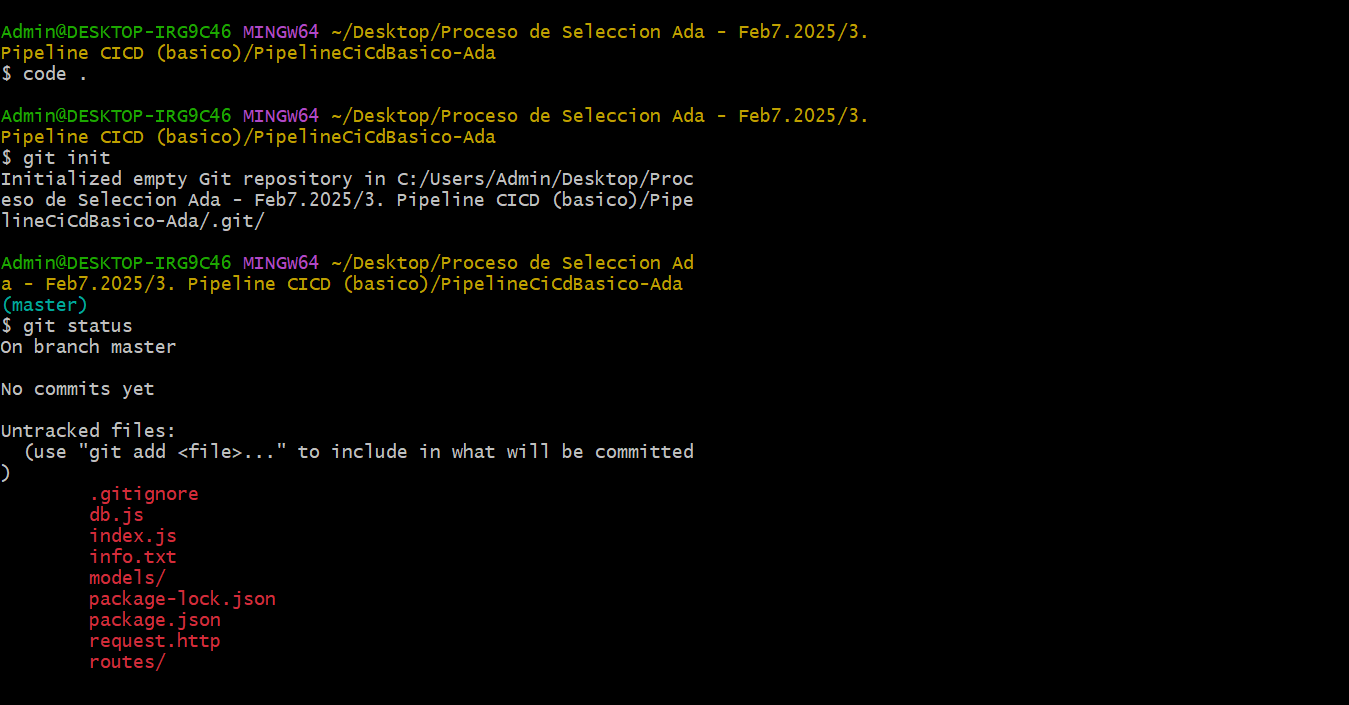 Admin@DESKTOP-IRG9C46 MINGW64 ~/Desktop/Proceso de Seleccion Ada - Feb7.2025/3.
Pipeline CICD (basico)/PipelineCiCdBasico-Ada
$ code .
Admin@DESKTOP-IRG9C46 MINGW64 ~/Desktop/Proceso de Seleccion Ada - Feb7.2025/3.
Pipeline CICD (basico)/PipelineCiCdBasico-Ada
$ git init
Initialized empty Git repository in C:/Users/Admin/Desktop/Proc
eso de Seleccion Ada - Feb7.2025/3. Pipeline CICD (basico)/Pipe
lineCiCdBasico-Ada/.git/
Admin@DESKTOP-IRG9C46 MINGW64 ~/Desktop/Proceso de Seleccion Ad
a - Feb7.2025/3. Pipeline CICD (basico)/PipelineCiCdBasico-Ada
(master)
$ git status
On branch master
No commits yet
Untracked files:
  (use "git add <file>..." to include in what will be committed
)
        .gitignore
        db.js
        index.js
        info.txt
        models/
        package-lock.json
        package.json
        request.http
        routes/